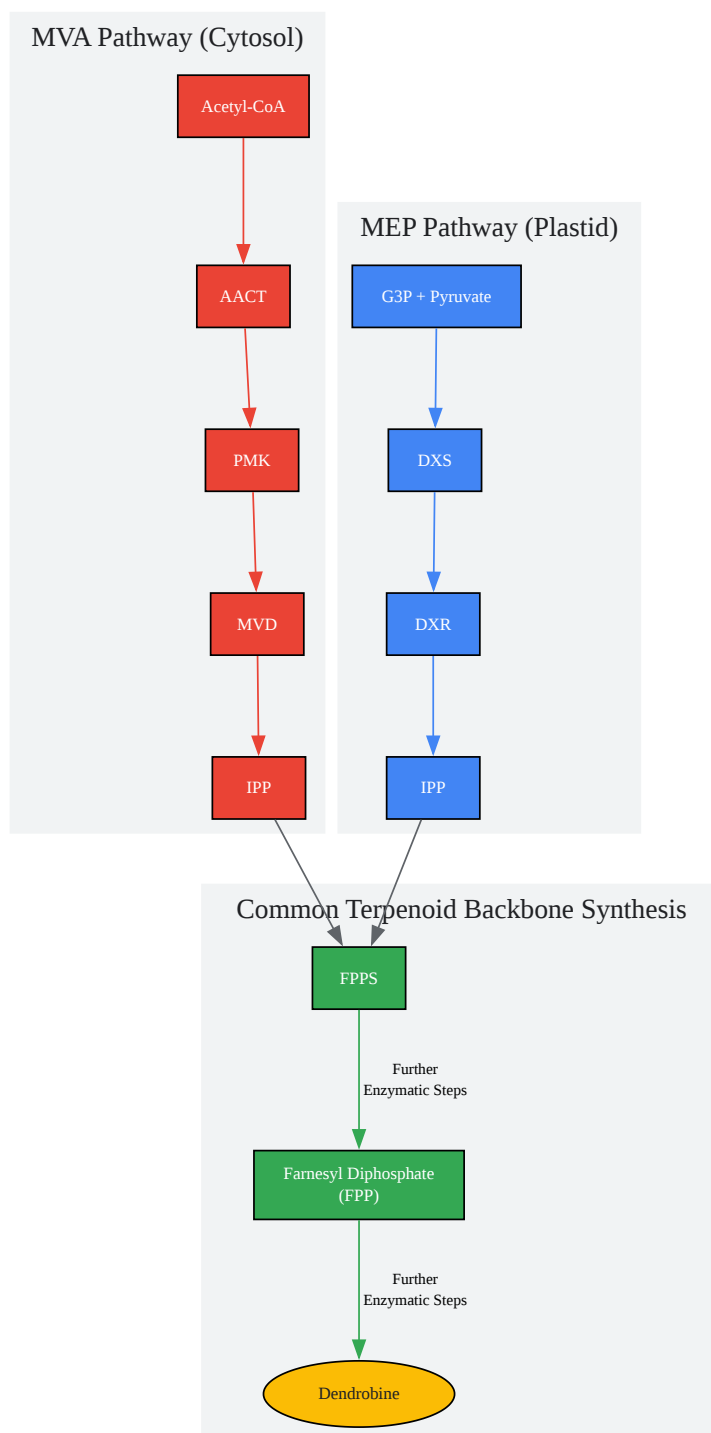 MVA Pathway (Cytosol)
Acetyl-CoA
AACT
PMK
MVD
IPP
MEP Pathway (Plastid)
G3P + Pyruvate
DXS
DXR
IPP
Common Terpenoid Backbone Synthesis
FPPS
Further
Enzymatic Steps
Farnesyl Diphosphate
(FPP)
Further
Enzymatic Steps
Dendrobine